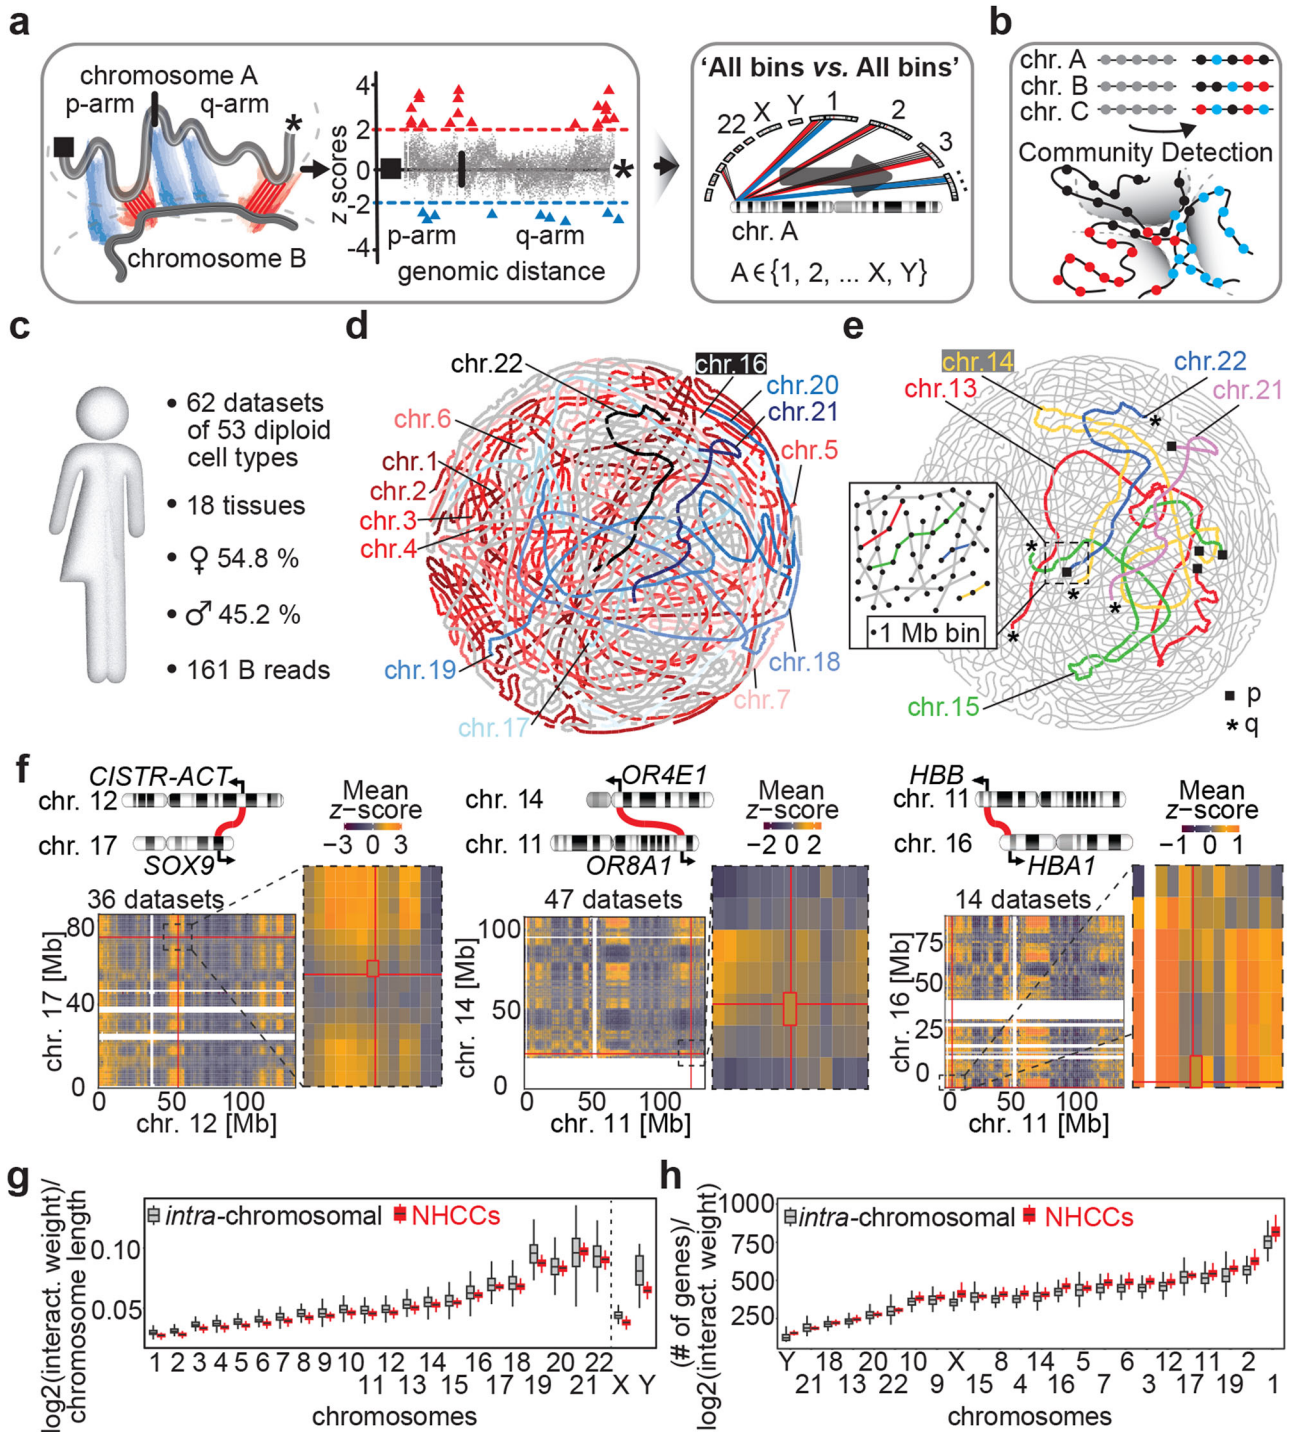 a
chromosome A
p-arm
q-arm
*
chromosome B
z scores
4
2
0
-2
-4
p-arm
q-arm
*
genomic distance
'All bins vs. All bins'
22
X
Y
1
2
3
...
chr. A
A ∈ {1, 2, ... X, Y}
b
chr. A
chr. B
chr. C
Community Detection
c
• 62 datasets
of 53 diploid
cell types
• 18 tissues
• ♀ 54.8 %
• ♂ 45.2 %
• 161 B reads
d
chr.22
chr.16
chr.20
chr.21
chr.6
chr.5
chr.1
chr.2
chr.3
chr.4
chr.19
chr.18
chr.7
chr.17
e
chr.14
chr.22
chr.13
chr.21
*
*
*
*
*
•1 Mb bin
chr.15
■ p
* q
f
CISTR-ACT
chr. 12
chr. 17
SOX9
36 datasets
Mean
z−score
−3 0 3
80
40
0
chr. 17 [Mb]
0 50 100
chr. 12 [Mb]
OR4E1
chr. 14
chr. 11
OR8A1
47 datasets
Mean
z−score
−2 0 2
100
50
0
chr. 14 [Mb]
0 50 100
chr. 11 [Mb]
HBB
chr. 11
chr. 16
HBA1
14 datasets
Mean
z−score
−1 0 1
75
50
25
0
chr. 16 [Mb]
0 50 100
chr. 11 [Mb]
g
log2(interact. weight)/
chromosome length
intra-chromosomal
NHCCs
0.10
0.05
1 2 3 4 5 6 7 8 9 10 12 14 16 18 20 22
11 13 15 17 19 21 X Y
chromosomes
h
(# of genes)/
log2(interact. weight)
intra-chromosomal
NHCCs
1000
750
500
250
Y 18 20 10 X 8 14 5 6 12 11 2
21 13 22 9 15 4 16 7 3 17 19 1
chromosomes